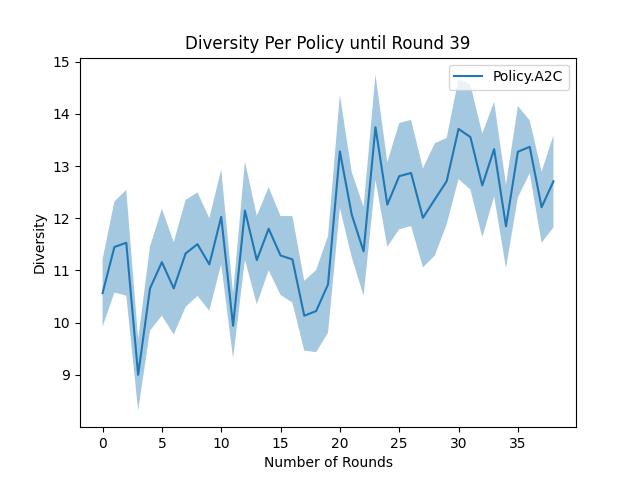 Diversity Per Policy until Round 39
Policy.A2C
Diversity
15
14
13
12
11
10
9
0 5 10 15 20 25 30 35
Number of Rounds